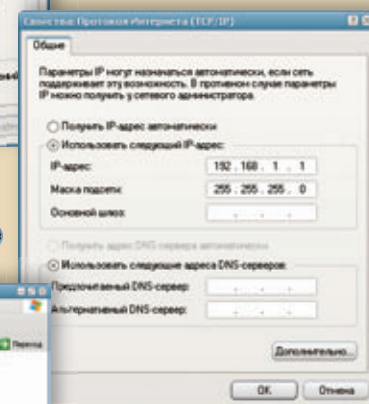 Свойства: Протокол Интернета (TCP/IP)
Общие
Параметры IP могут назначаться автоматически, если сеть
поддерживает эту возможность. В противном случае параметры
IP можно получить у сетевого администратора.
Получить IP-адрес автоматически
Использовать следующий IP-адрес:
IP-адрес:
192 . 168 . 1 . 1
Маска подсети:
255 . 255 . 255 . 0
Основной шлюз:
Получить адрес DNS-сервера автоматически
Использовать следующие адреса DNS-серверов:
Предпочитаемый DNS-сервер:
Альтернативный DNS-сервер:
Переход
Дополнительно...
OK
Отмена